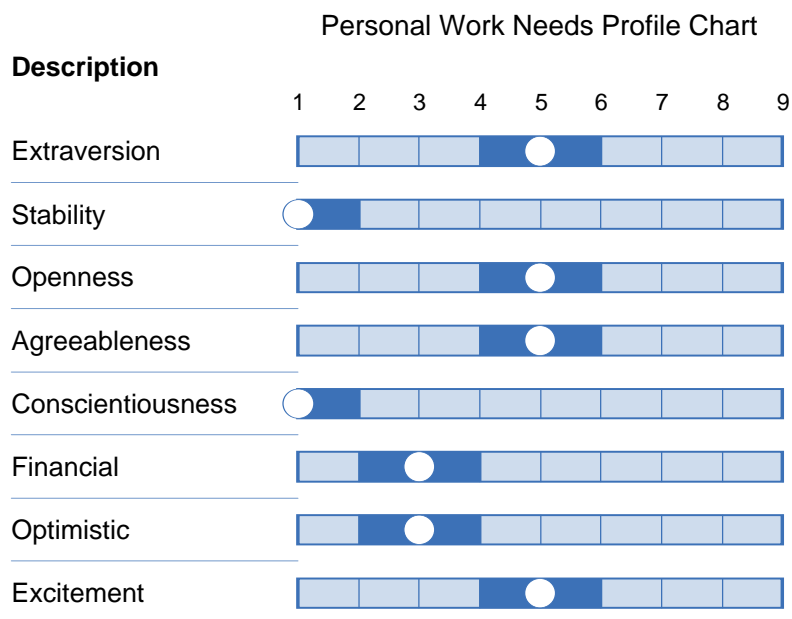 Personal Work Needs Profile Chart
Description
1 2 3 4 5 6 7 8 9
Extraversion
Stability
Openness
Agreeableness
Conscientiousness
Financial
Optimistic
Excitement